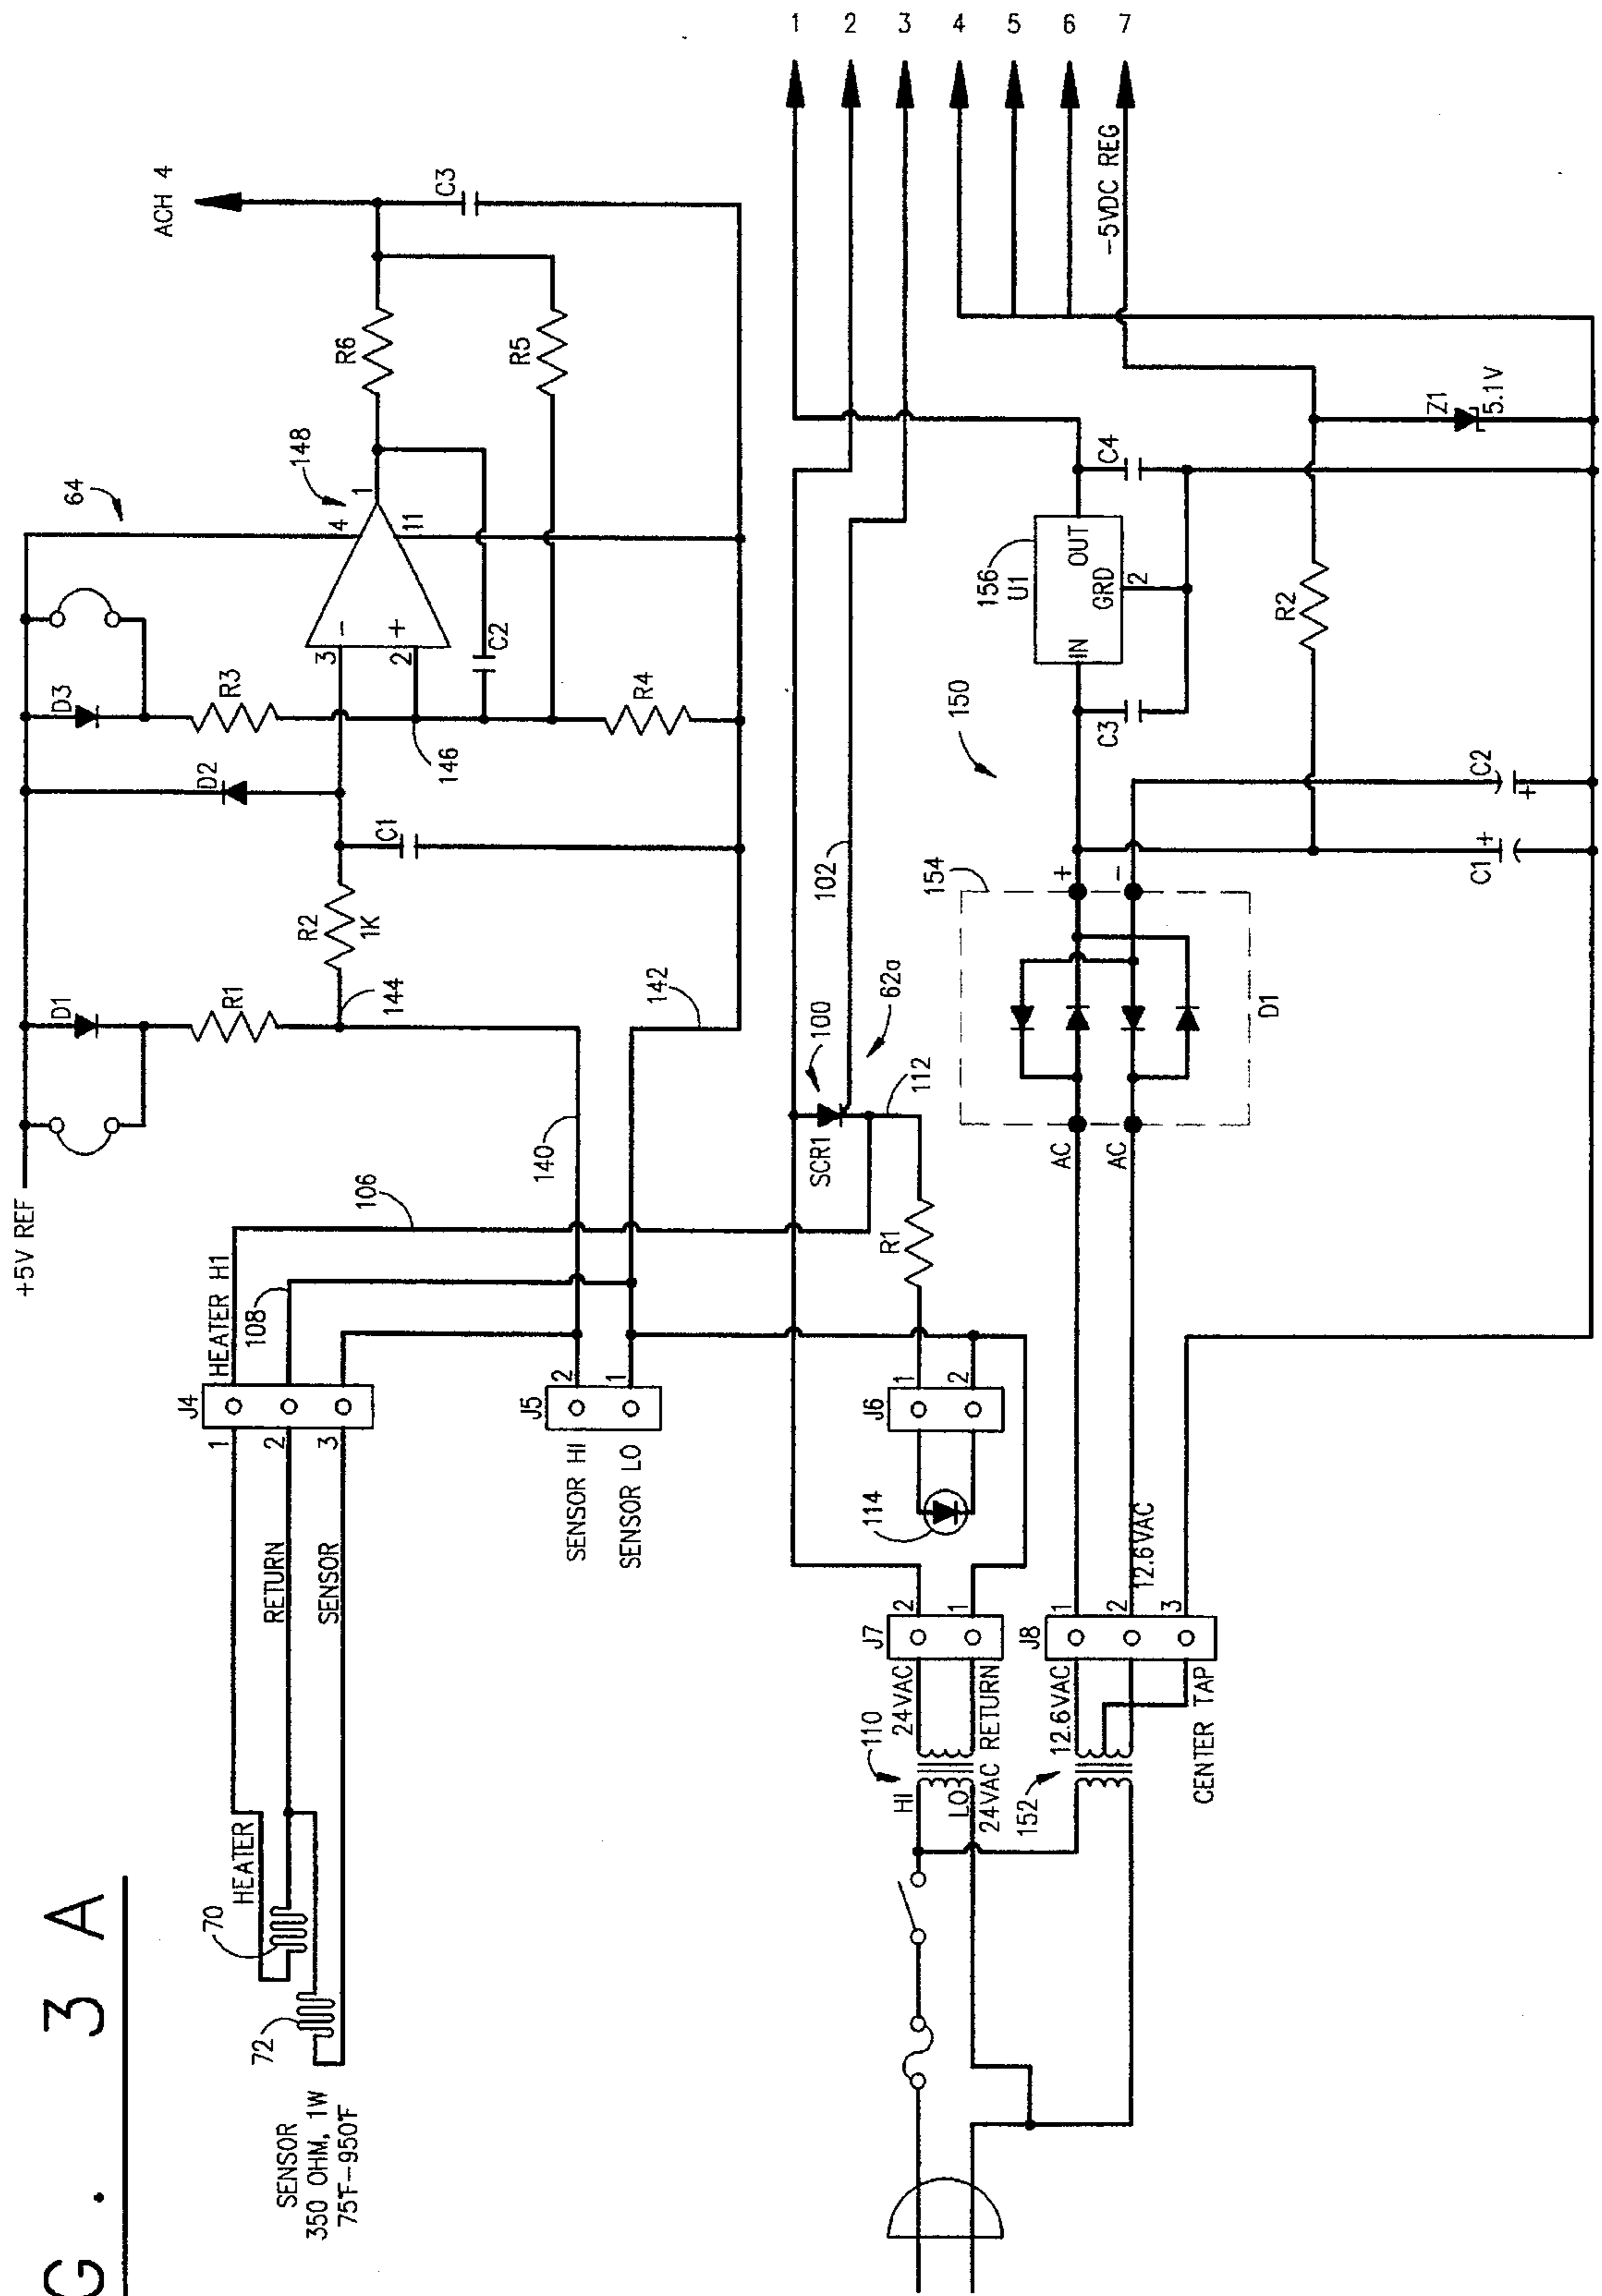 G. 3A
1
2
3
4
5
6
7
ACH 4
C3
64
R6
R5
148
1
4
11
D3
R3
3
2
-
+
C2
R4
146
D2
C1
D1
R1
R2
1K
144
142
+5V REF
106
140
HEATER H1
108
J4
1
2
3
J5
2
1
SENSOR HI
SENSOR LO
RETURN
SENSOR
HEATER
70
72
SENSOR
350 OHM, 1W
75°F-950°F
-5VDC REG
Z1
5.1V
C4
156
U1
OUT
GRD
IN
2
R2
150
C3
C2
+
C1
+
102
154
+
-
100
62a
SCR1
112
D1
AC
AC
R1
J6
1
2
114
J7
2
1
24VAC
24VAC RETURN
110
HI
LO
J8
1
2
3
12.6VAC
12.6VAC
CENTER TAP
152